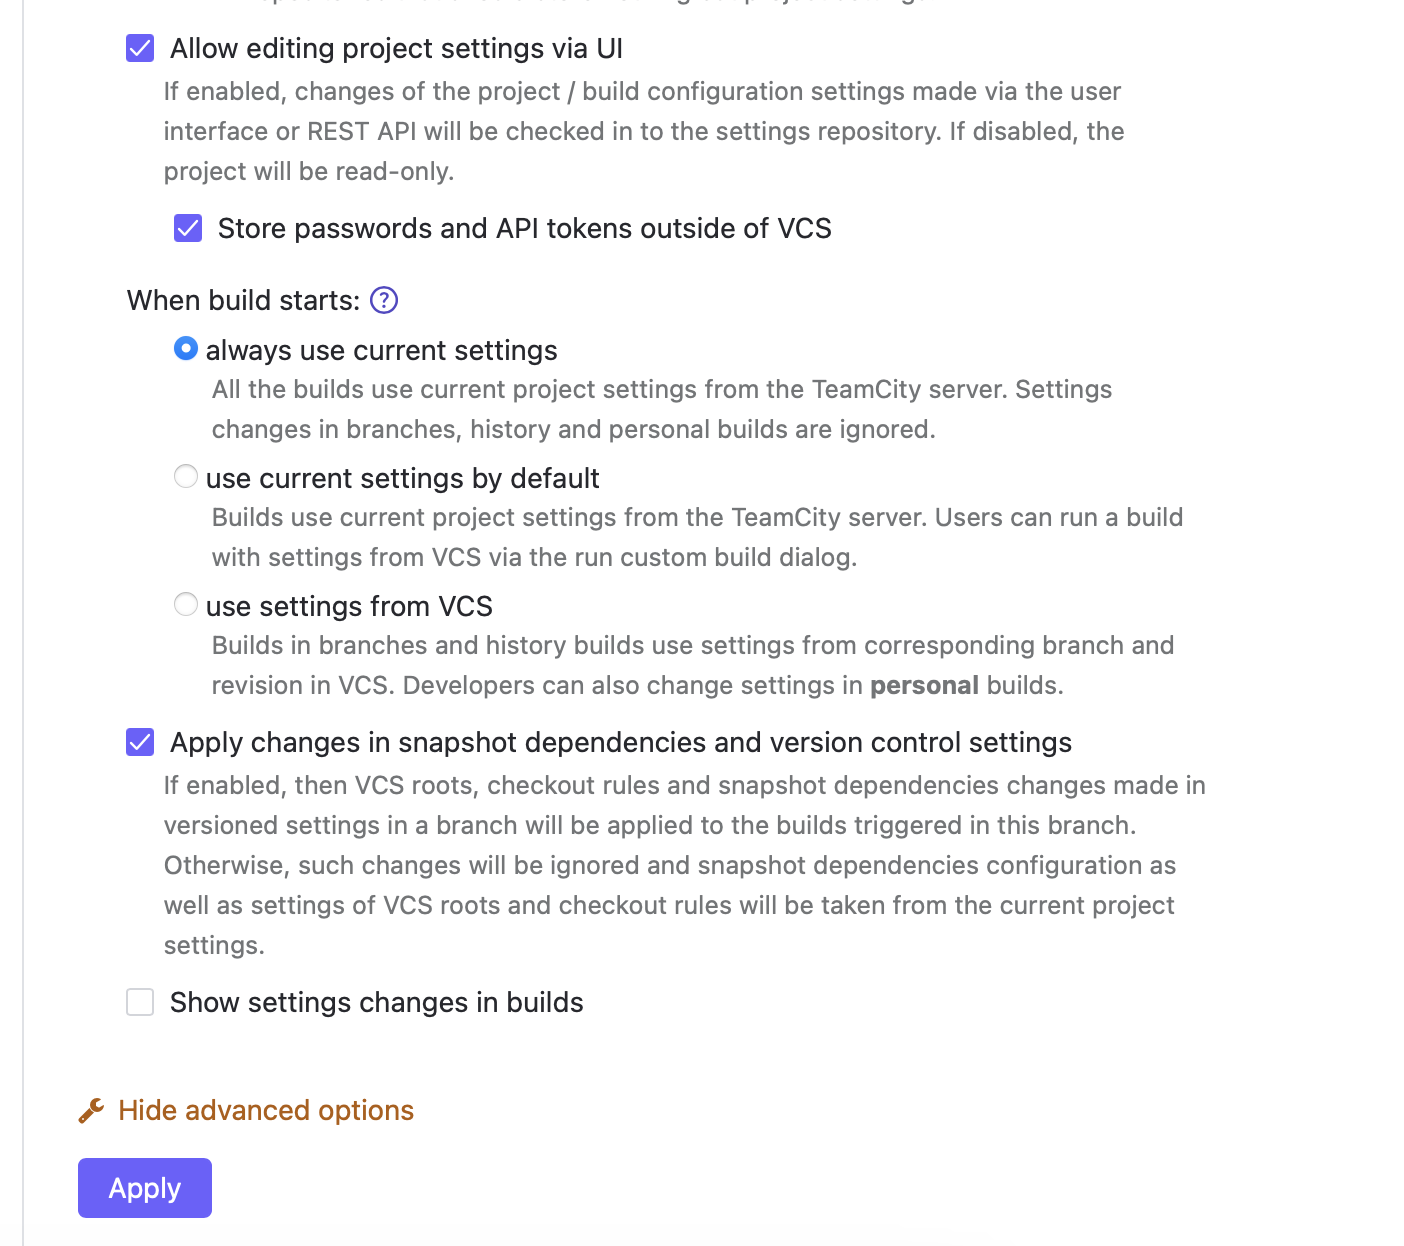 Allow editing project settings via UI
If enabled, changes of the project / build configuration settings made via the user
interface or REST API will be checked in to the settings repository. If disabled, the
project will be read-only.
Store passwords and API tokens outside of VCS
When build starts: ?
always use current settings
All the builds use current project settings from the TeamCity server. Settings
changes in branches, history and personal builds are ignored.
use current settings by default
Builds use current project settings from the TeamCity server. Users can run a build
with settings from VCS via the run custom build dialog.
use settings from VCS
Builds in branches and history builds use settings from corresponding branch and
revision in VCS. Developers can also change settings in personal builds.
Apply changes in snapshot dependencies and version control settings
If enabled, then VCS roots, checkout rules and snapshot dependencies changes made in
versioned settings in a branch will be applied to the builds triggered in this branch.
Otherwise, such changes will be ignored and snapshot dependencies configuration as
well as settings of VCS roots and checkout rules will be taken from the current project
settings.
Show settings changes in builds
Hide advanced options
Apply